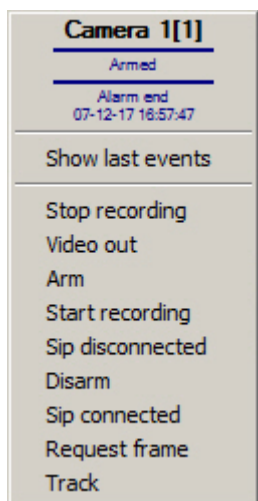 Camera 1[1]
Armed
Alarm end
07-12-17 16:57:47
Show last events
Stop recording
Video out
Arm
Start recording
Sip disconnected
Disarm
Sip connected
Request frame
Track